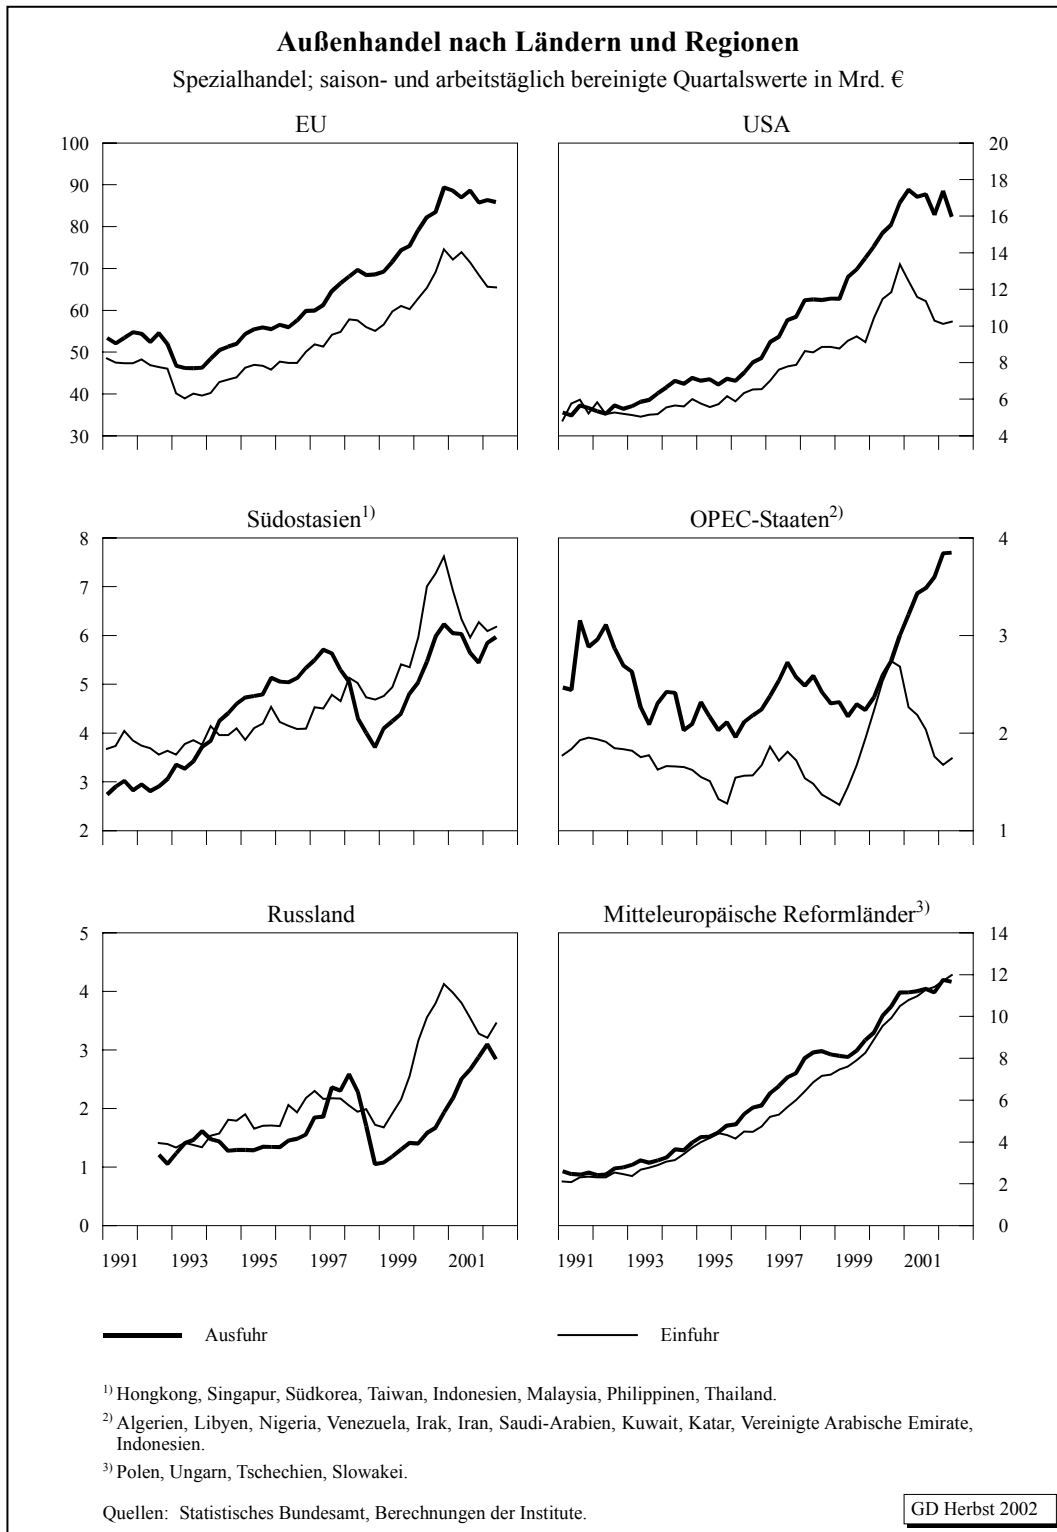 Außenhandel nach Ländern und Regionen
Spezialhandel; saison- und arbeitstäglich bereinigte Quartalswerte in Mrd. €
EU
100
90
80
70
60
50
40
30
USA
20
18
16
14
12
10
8
6
4
Südostasien1)
8
7
6
5
4
3
2
OPEC-Staaten2)
4
3
2
1
Russland
5
4
3
2
1
0
1991 1993 1995 1997 1999 2001
Mitteleuropäische Reformländer3)
14
12
10
8
6
4
2
0
1991 1993 1995 1997 1999 2001
Ausfuhr
Einfuhr
1) Hongkong, Singapur, Südkorea, Taiwan, Indonesien, Malaysia, Philippinen, Thailand.
2) Algerien, Libyen, Nigeria, Venezuela, Irak, Iran, Saudi-Arabien, Kuwait, Katar, Vereinigte Arabische Emirate,
Indonesien.
3) Polen, Ungarn, Tschechien, Slowakei.
Quellen: Statistisches Bundesamt, Berechnungen der Institute.
GD Herbst 2002